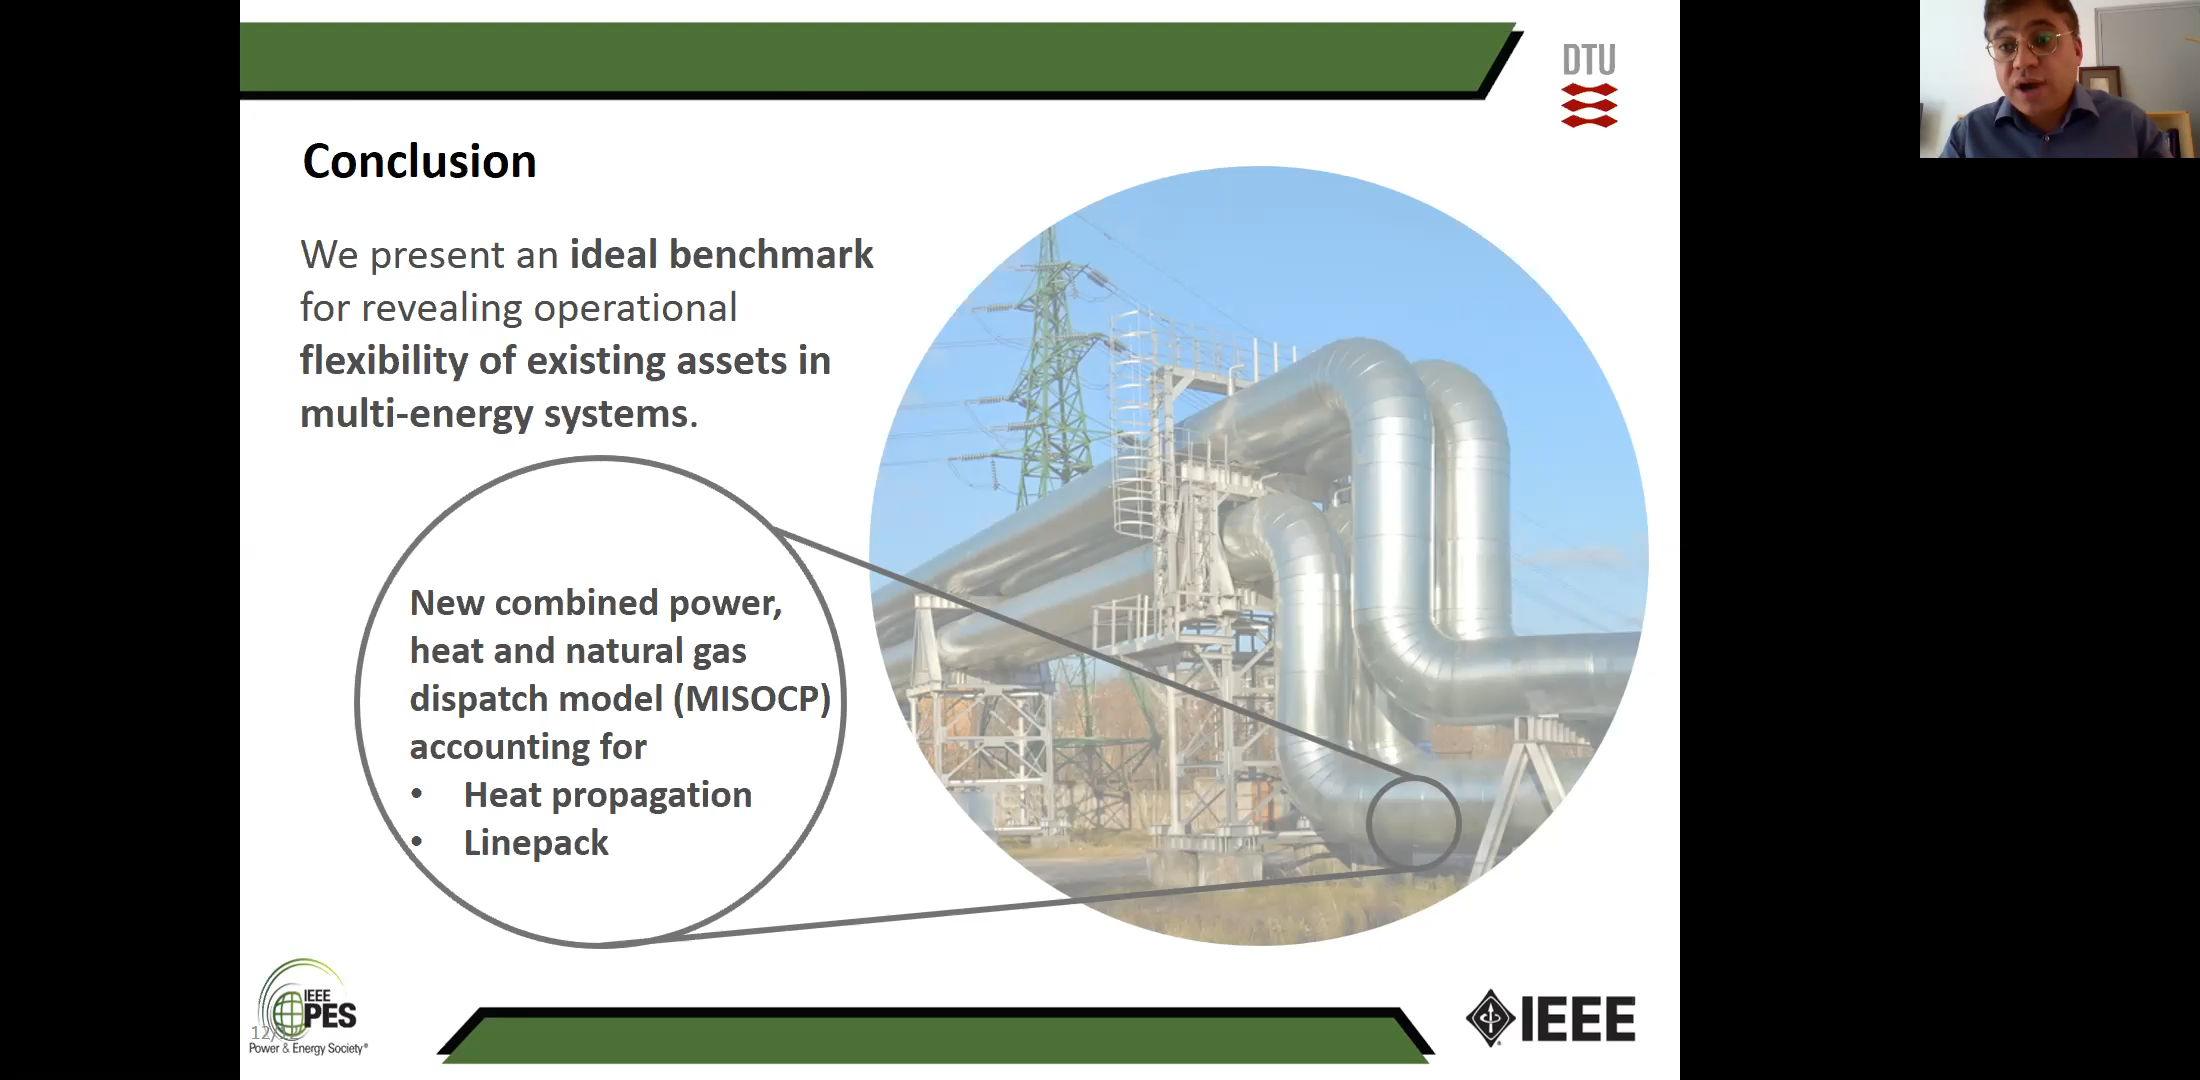 DTU
Conclusion
We present an ideal benchmark
for revealing operational
flexibility of existing assets in
multi-energy systems.
New combined power,
heat and natural gas
dispatch model (MISOCP)
accounting for
• Heat propagation
• Linepack
IEEE
PES
Power & Energy Society®
IEEE